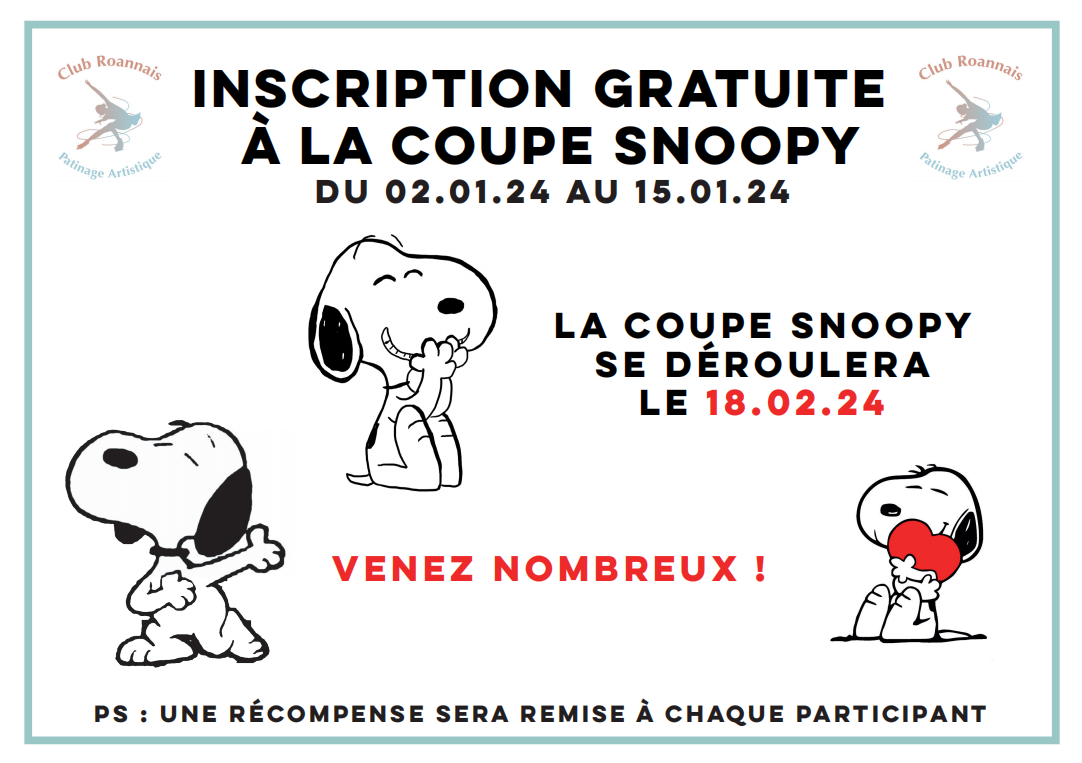 Club Roannais
Patinage Artistique
INSCRIPTION GRATUITE
À LA COUPE SNOOPY
DU 02.01.24 AU 15.01.24
Club Roannais
Patinage Artistique
LA COUPE SNOOPY
SE DÉROULERA
LE 18.02.24
VENEZ NOMBREUX !
PS : UNE RÉCOMPENSE SERA REMISE À CHAQUE PARTICIPANT